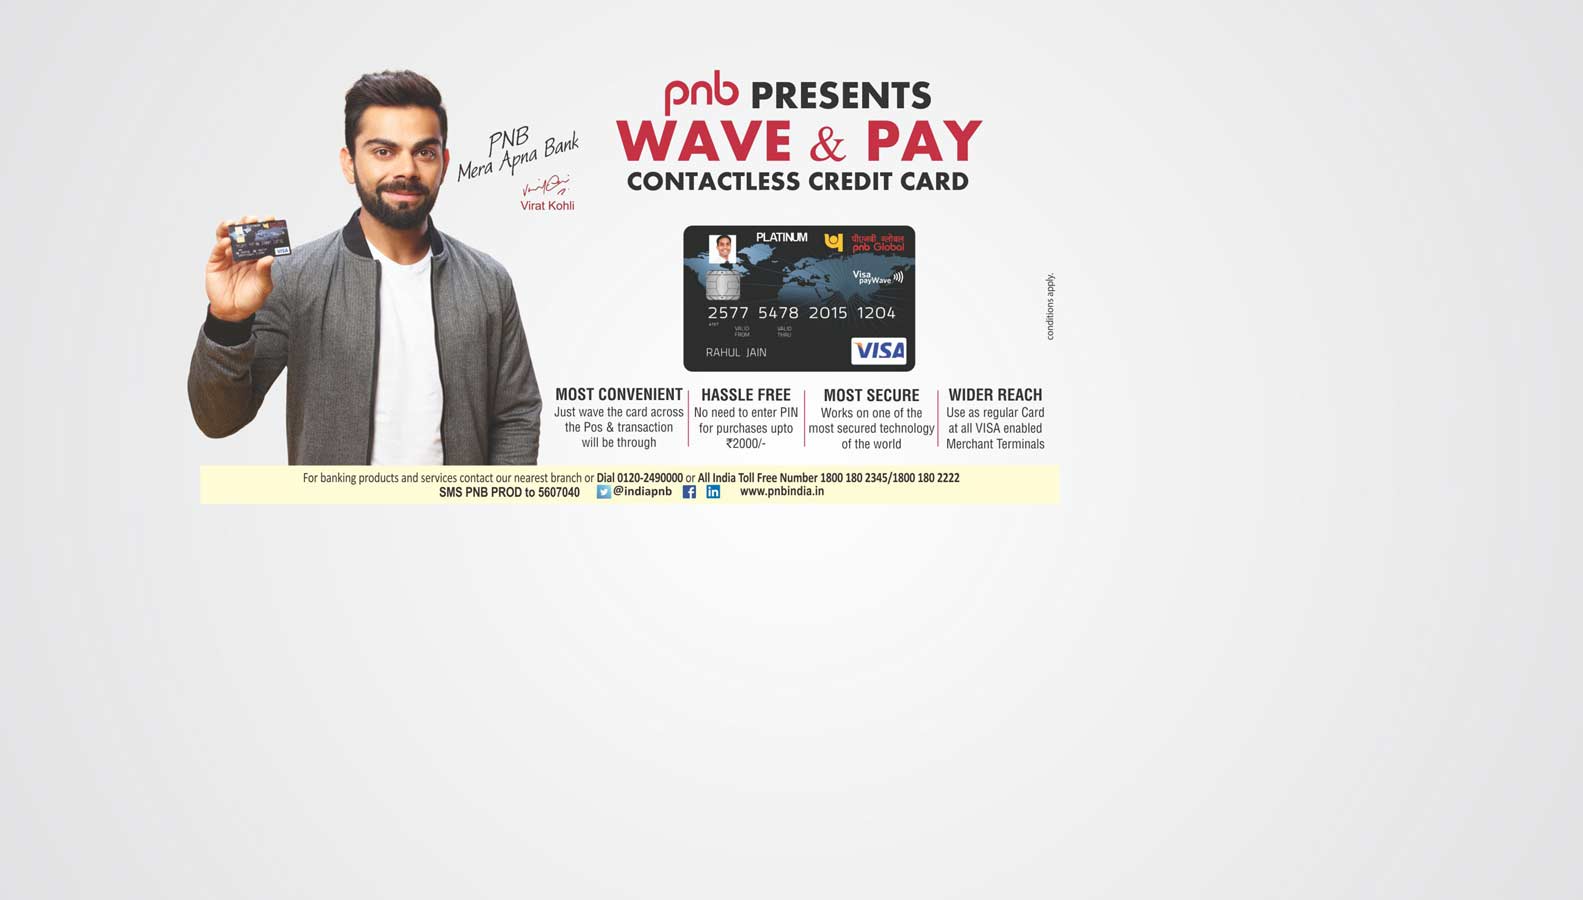 PNB
Mera Apna Bank
Virat Kohli
pnb PRESENTS
WAVE & PAY
CONTACTLESS CREDIT CARD
PLATINUM
पीएनबी ग्लोबल
pnb Global
Visa
payWave
2577 5478 2015 1204
VALID FROM VALID THRU
RAHUL JAIN
VISA
VISA
conditions apply.
MOST CONVENIENT
Just wave the card across
the Pos & transaction
will be through
HASSLE FREE
No need to enter PIN
for purchases upto
₹2000/-
MOST SECURE
Works on one of the
most secured technology
of the world
WIDER REACH
Use as regular Card
at all VISA enabled
Merchant Terminals
For banking products and services contact our nearest branch or Dial 0120-2490000 or All India Toll Free Number 1800 180 2345/1800 180 2222
SMS PNB PROD to 5607040 @indiapnb www.pnbindia.in